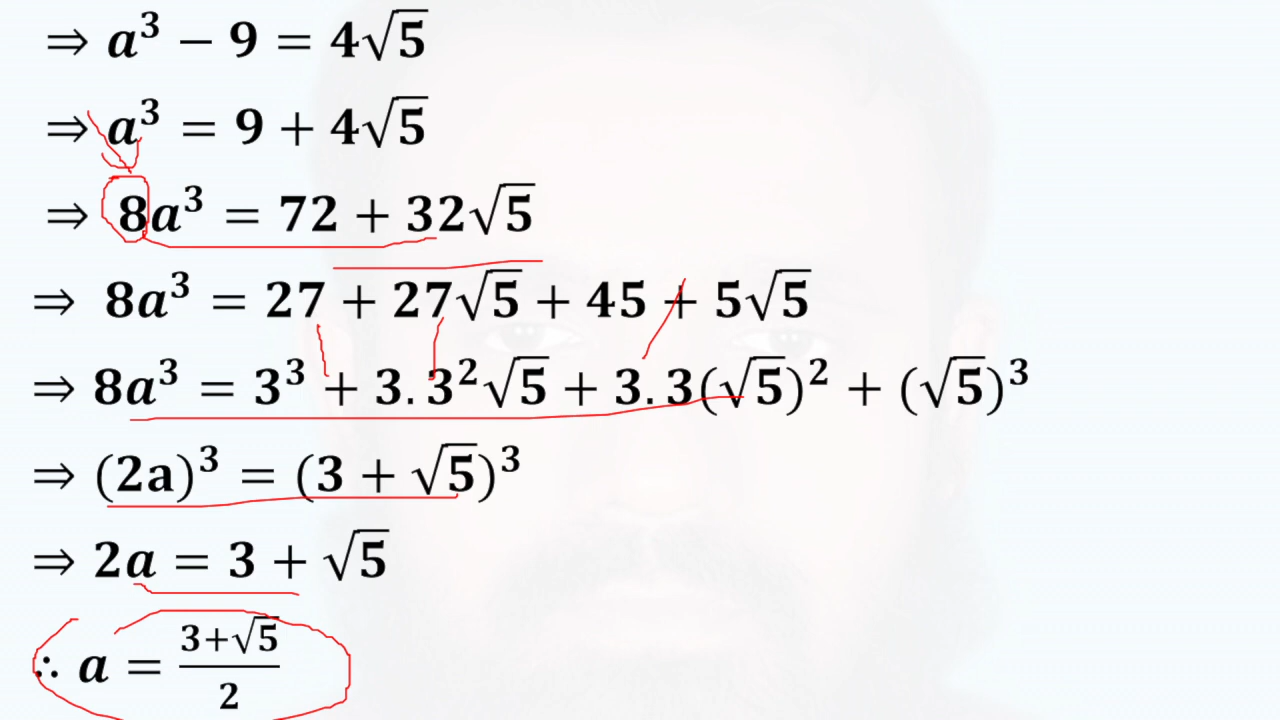 ⇒ a³ − 9 = 4√5
⇒ a³ = 9 + 4√5
⇒ 8a³ = 72 + 32√5
⇒ 8a³ = 27 + 27√5 + 45 + 5√5
⇒ 8a³ = 3³ + 3.3²√5 + 3.3(√5)² + (√5)³
⇒ (2a)³ = (3 + √5)³
⇒ 2a = 3 + √5
∴ a = (3+√5)/2